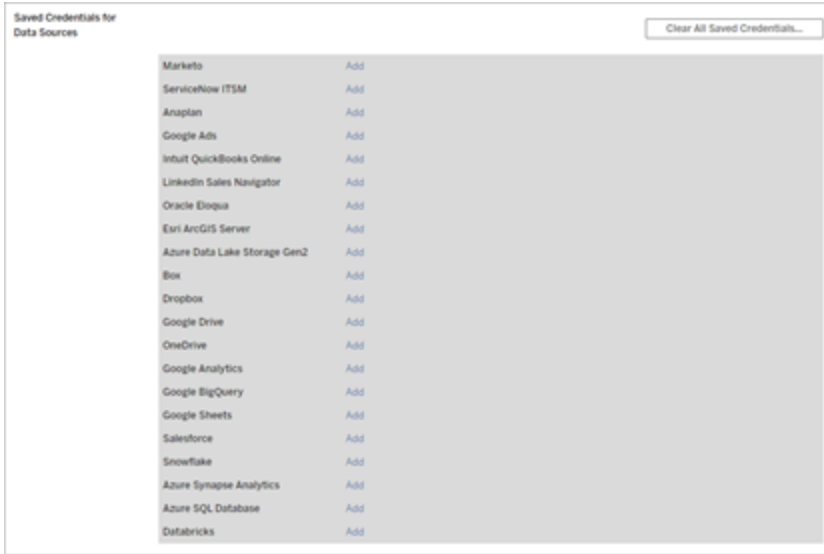 Saved Credentials for
Data Sources
Clear All Saved Credentials...
Marketo Add
ServiceNow ITSM Add
Anaplan Add
Google Ads Add
Intuit QuickBooks Online Add
LinkedIn Sales Navigator Add
Oracle Eloqua Add
Esri ArcGIS Server Add
Azure Data Lake Storage Gen2 Add
Box Add
Dropbox Add
Google Drive Add
OneDrive Add
Google Analytics Add
Google BigQuery Add
Google Sheets Add
Salesforce Add
Snowflake Add
Azure Synapse Analytics Add
Azure SQL Database Add
Databricks Add